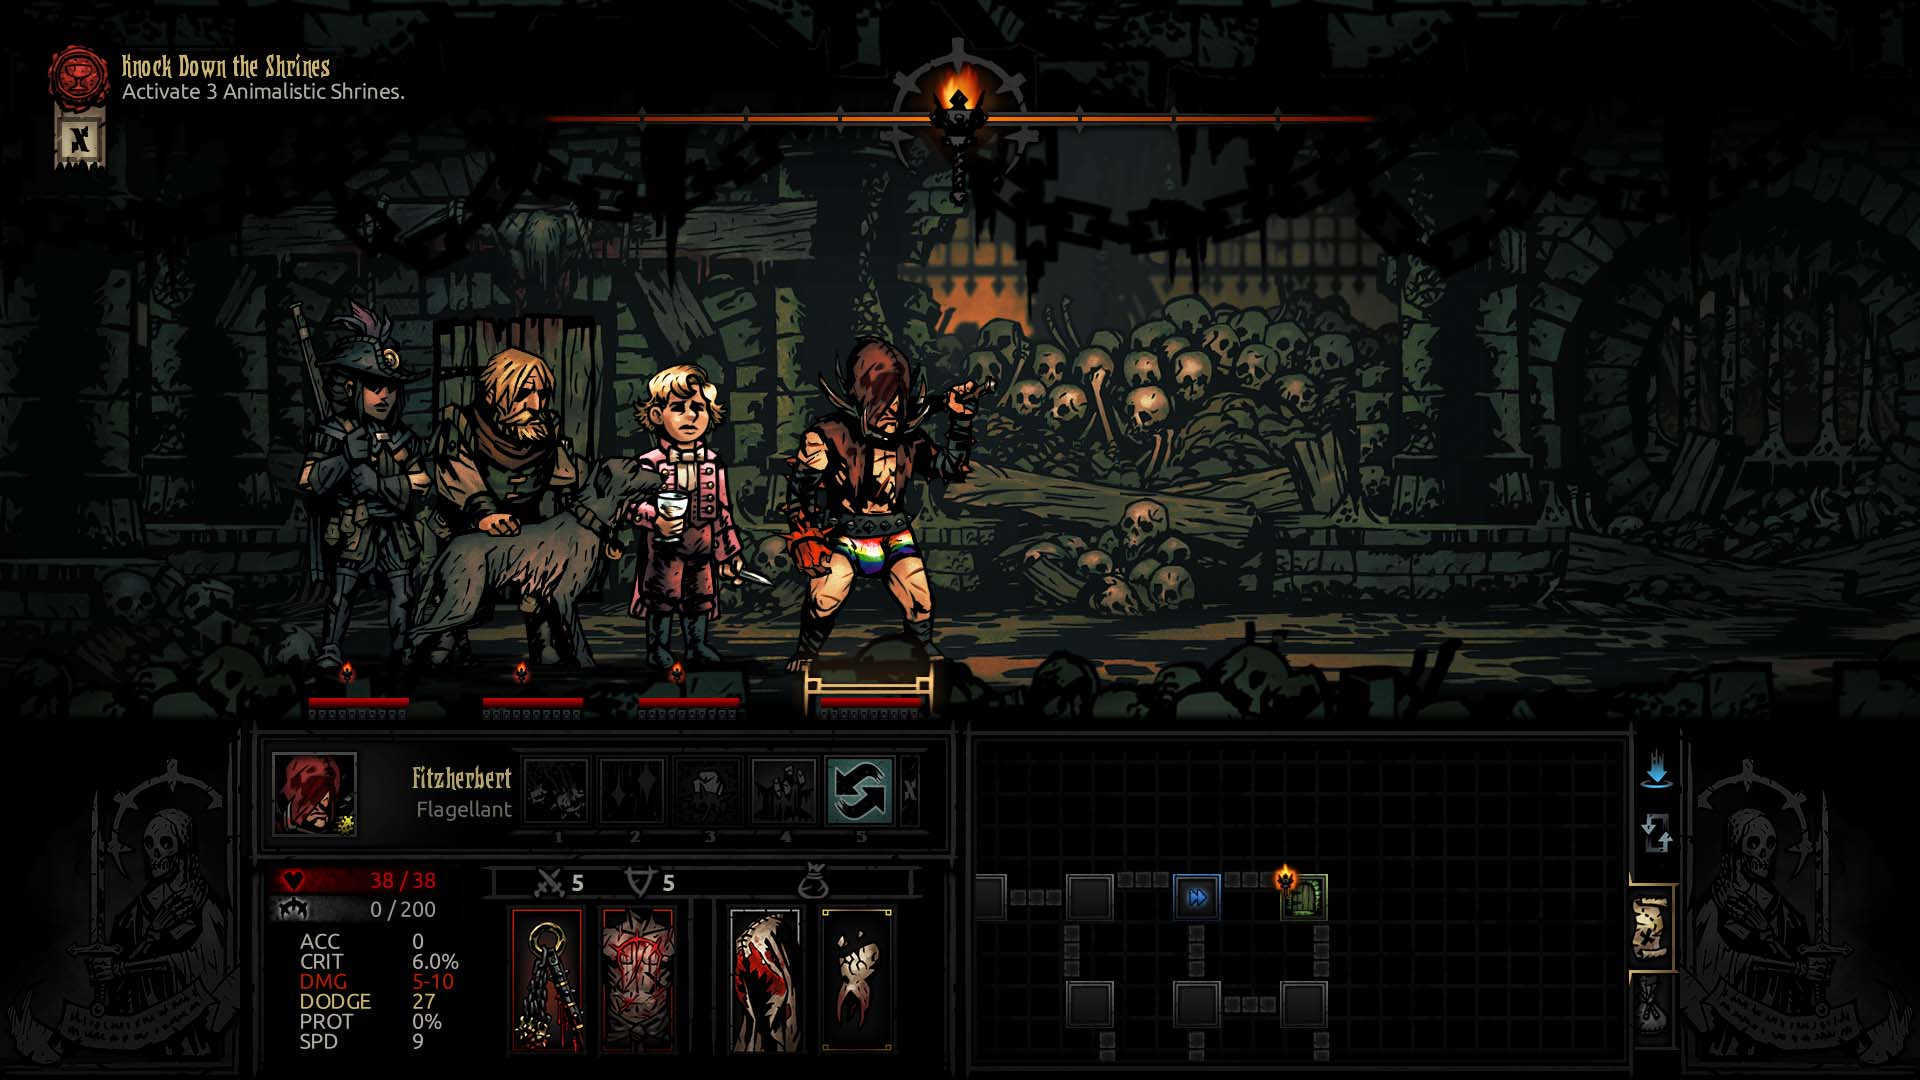 Knock Down the Shrines
Activate 3 Animalistic Shrines.
Fitzherbert
Flagellant
1 2 3 4 5
38 / 38
0 / 200
5 5
ACC 0
CRIT 6.0%
DMG 5-10
DODGE 27
PROT 0%
SPD 9